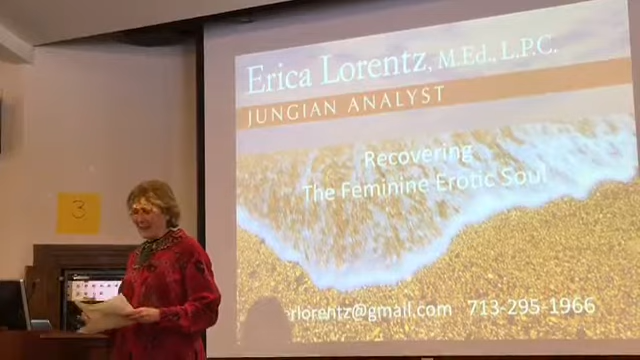 Erica Lorentz, M.Ed., L.P.C.
JUNGIAN ANALYST
Recovering
The Feminine Erotic Soul
rlorentz@gmail.com 713-295-1966
3